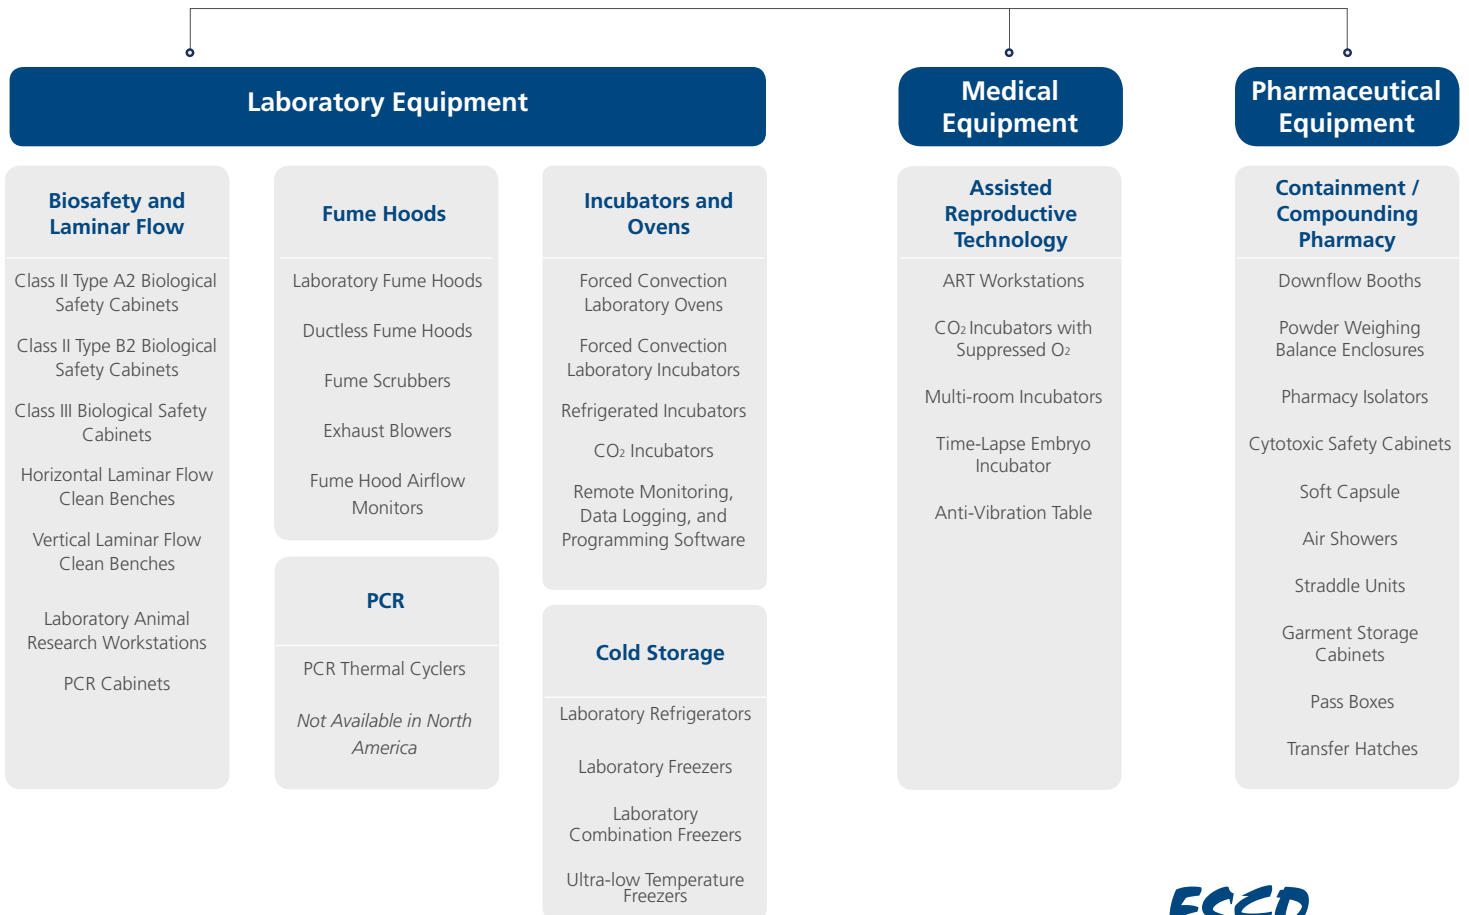 Laboratory Equipment
Biosafety and
Laminar Flow
Class II Type A2 Biological
Safety Cabinets
Class II Type B2 Biological
Safety Cabinets
Class III Biological Safety
Cabinets
Horizontal Laminar Flow
Clean Benches
Vertical Laminar Flow
Clean Benches
Laboratory Animal
Research Workstations
PCR Cabinets
Fume Hoods
Laboratory Fume Hoods
Ductless Fume Hoods
Fume Scrubbers
Exhaust Blowers
Fume Hood Airflow
Monitors
PCR
PCR Thermal Cyclers
Not Available in North
America
Incubators and
Ovens
Forced Convection
Laboratory Ovens
Forced Convection
Laboratory Incubators
Refrigerated Incubators
CO2 Incubators
Remote Monitoring,
Data Logging, and
Programming Software
Cold Storage
Laboratory Refrigerators
Laboratory Freezers
Laboratory
Combination Freezers
Ultra-low Temperature
Freezers
Medical
Equipment
Assisted
Reproductive
Technology
ART Workstations
CO2 Incubators with
Suppressed O2
Multi-room Incubators
Time-Lapse Embryo
Incubator
Anti-Vibration Table
Pharmaceutical
Equipment
Containment /
Compounding
Pharmacy
Downflow Booths
Powder Weighing
Balance Enclosures
Pharmacy Isolators
Cytotoxic Safety Cabinets
Soft Capsule
Air Showers
Straddle Units
Garment Storage
Cabinets
Pass Boxes
Transfer Hatches